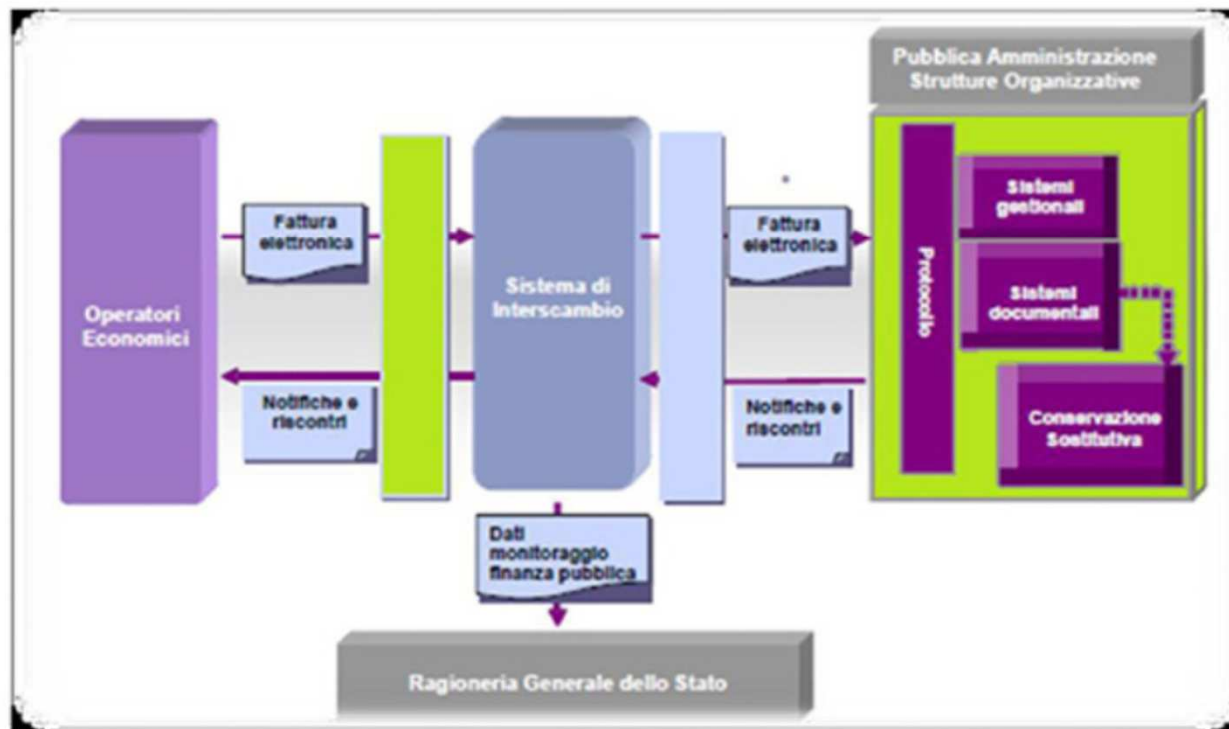 Pubblica Amministrazione
Strutture Organizzative
Operatori
Economici
Fattura
elettronica
Notifiche e
riscontri
Sistema di
Interscambio
Fattura
elettronica
Notifiche e
riscontri
Protocollo
Sistemi
gestionali
Sistemi
documentali
Conservazione
Sostitutiva
Dati
monitoraggio
finanza pubblica
Ragioneria Generale dello Stato